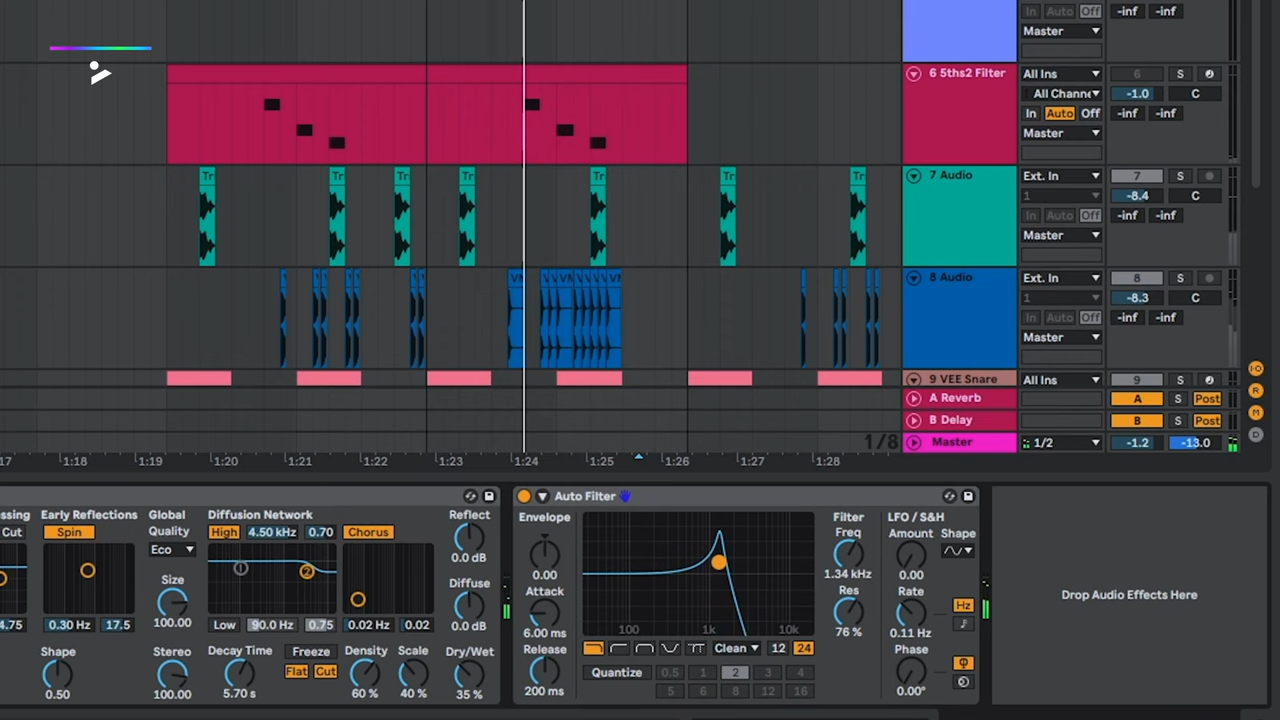 In Auto Off -inf -inf
Master
6 5ths2 Filter All Ins 6 S
All Channe -1.0 C
In Auto Off -inf -inf
Master
Tr Tr Tr Tr Tr Tr Tr
7 Audio Ext. In 7 S
1 -8.4 C
In Auto Off -inf -inf
Master
8 Audio Ext. In 8 S
1 -8.3 C
In Auto Off -inf -inf
Master
9 VEE Snare All Ins 9 S
A Reverb A S Post
B Delay B S Post
1/8 Master 1/2 -1.2 -13.0
I·O
R
M
D
17 1:18 1:19 1:20 1:21 1:22 1:23 1:24 1:25 1:26 1:27 1:28
ssing Early Reflections Global Diffusion Network Reflect
Cut Spin Quality High 4.50 kHz 0.70 Chorus
Eco 0.0 dB
1 2
Size Diffuse
4.75 0.30 Hz 17.5 100.00 Low 90.0 Hz 0.75 0.02 Hz 0.02 0.0 dB
Shape Stereo Decay Time Freeze Density Scale Dry/Wet
Flat Cut
0.50 100.00 5.70 s 60 % 40 % 35 %
Auto Filter
Envelope Filter LFO / S&H
Freq Amount Shape
0.00 1.34 kHz 0.00
Attack Res Rate Hz
100 1k 10k
6.00 ms 76 % 0.11 Hz
Release Clean 12 24 Phase
Quantize 0.5 1 2 3 4
5 6 8 12 16
200 ms 0.00°
Drop Audio Effects Here